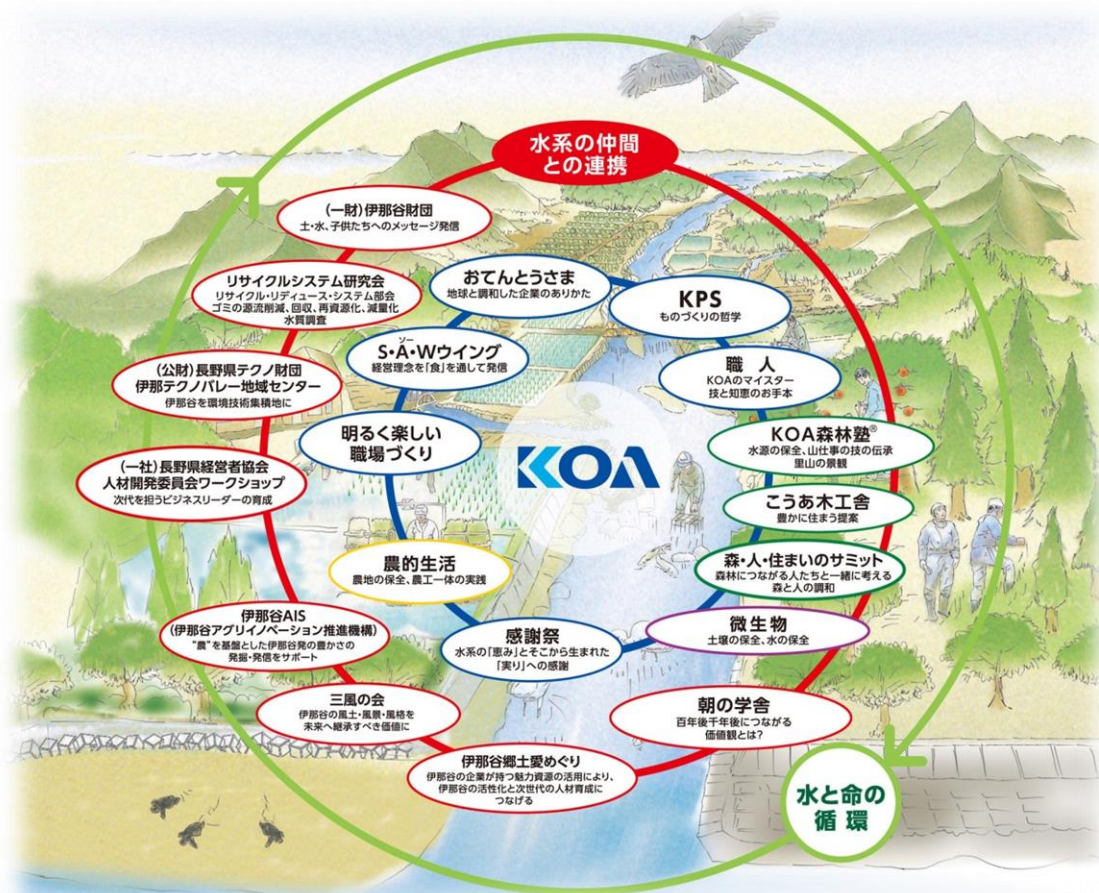 水系の仲間
との連携
(一財)伊那谷財団
土・水、子供たちへのメッセージ発信
リサイクルシステム研究会
リサイクル・リデュース・システム部会
ゴミの源流削減、回収、再資源化、減量化
水質調査
(公財)長野県テクノ財団
伊那テクノバレー地域センター
伊那谷を環境技術集積地に
(一社)長野県経営者協会
人材開発委員会ワークショップ
次代を担うビジネスリーダーの育成
伊那谷AIS
(伊那谷アグリイノベーション推進機構)
"農"を基盤とした伊那谷発の豊かさの
発掘・発信をサポート
三風の会
伊那谷の風土・風景・風格を
未来へ継承すべき価値に
伊那谷郷土愛めぐり
伊那谷の企業が持つ魅力資源の活用により、
伊那谷の活性化と次世代の人材育成に
つなげる
朝の学舎
百年後千年後につながる
価値観とは?
おてんとうさま
地球と調和した企業のありかた
KPS
ものづくりの哲学
ソー
S・A・Wウイング
経営理念を「食」を通して発信
職人
KOAのマイスター
技と知恵のお手本
明るく楽しい
職場づくり
KOA
KOA森林塾®
水源の保全、山仕事の技の伝承
里山の景観
こうあ木工舎
豊かに住まう提案
森・人・住まいのサミット
森林につながる人たちと一緒に考える
森と人の調和
農的生活
農地の保全、農工一体の実践
微生物
土壌の保全、水の保全
感謝祭
水系の「恵み」とそこから生まれた
「実り」への感謝
水と命の
循環